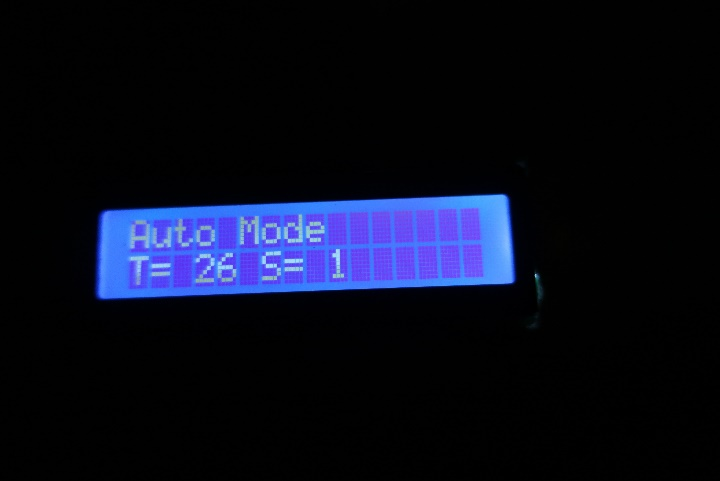 Auto Mode
T= 26 S= 1